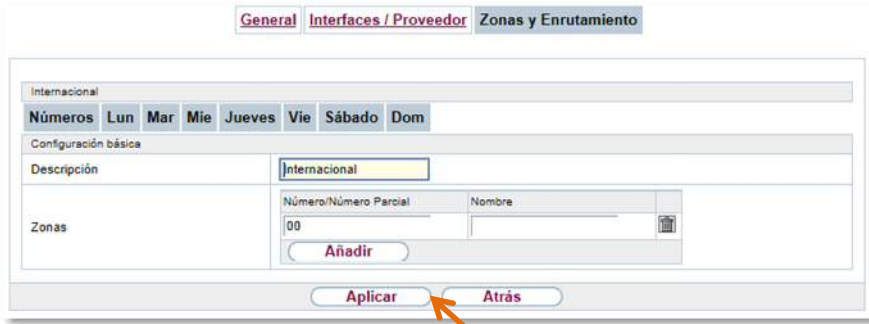 General Interfaces / Proveedor Zonas y Enrutamiento
Internacional
Números Lun Mar Mie Jueves Vie Sábado Dom
Configuración básica
Descripción Internacional
Número/Número Parcial Nombre
Zonas 00
Añadir
Aplicar Atrás